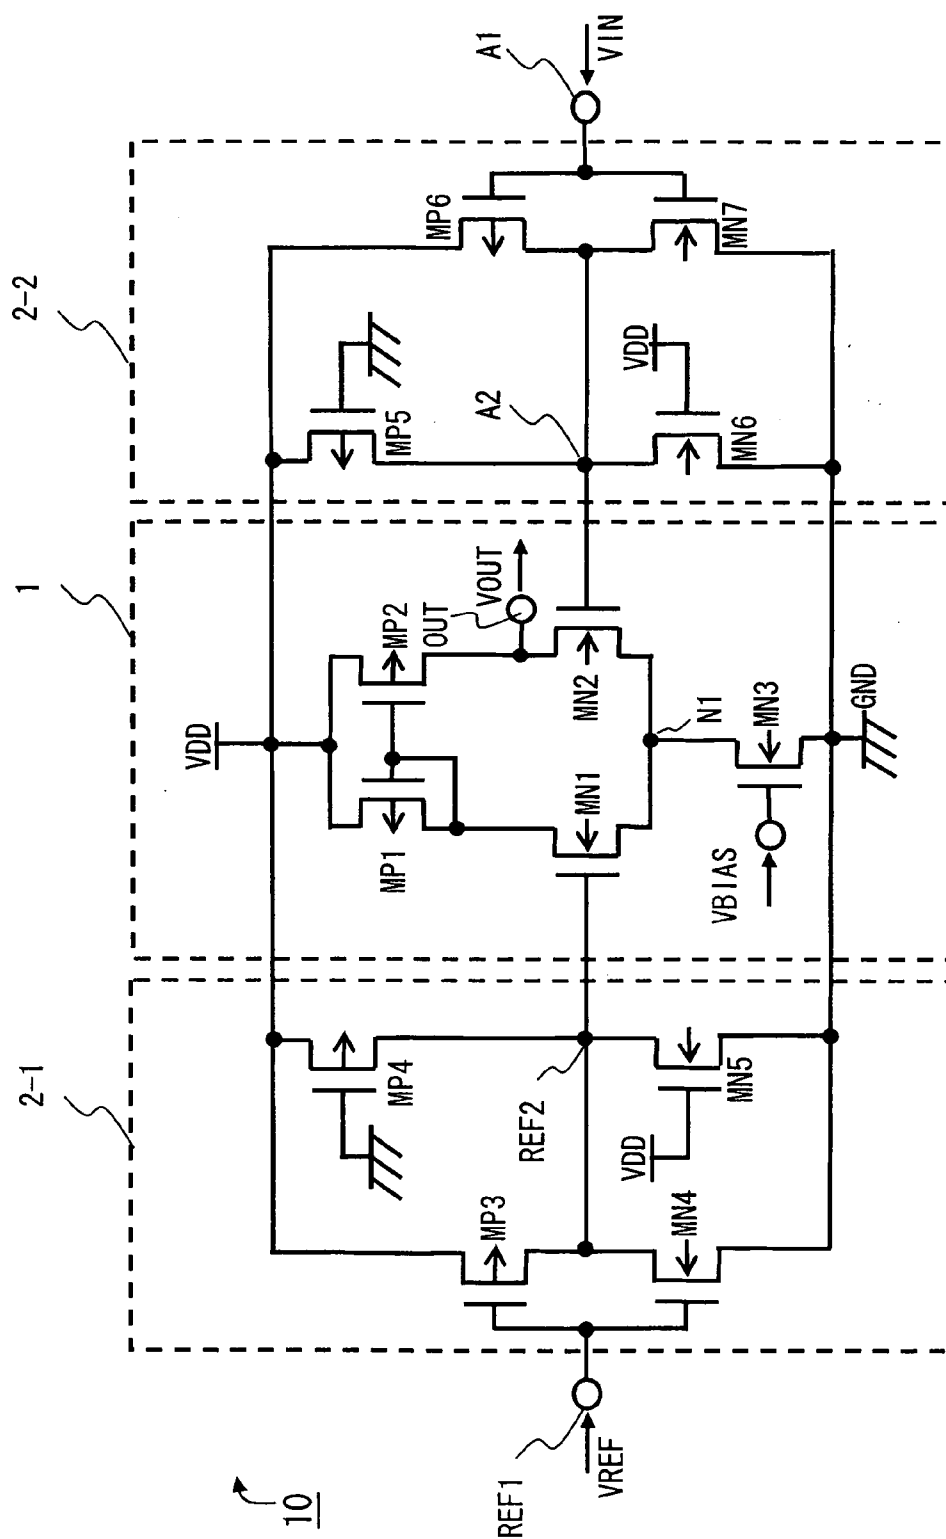 10
2-1
1
2-2
VDD
MP1
MP2
MP3
MP4
MP5
MP6
OUT
VOUT
REF1
VREF
REF2
A2
A1
VIN
MN1
MN2
N1
VDD
MN4
MN5
VBIAS
MN3
GND
VDD
MN6
MN7